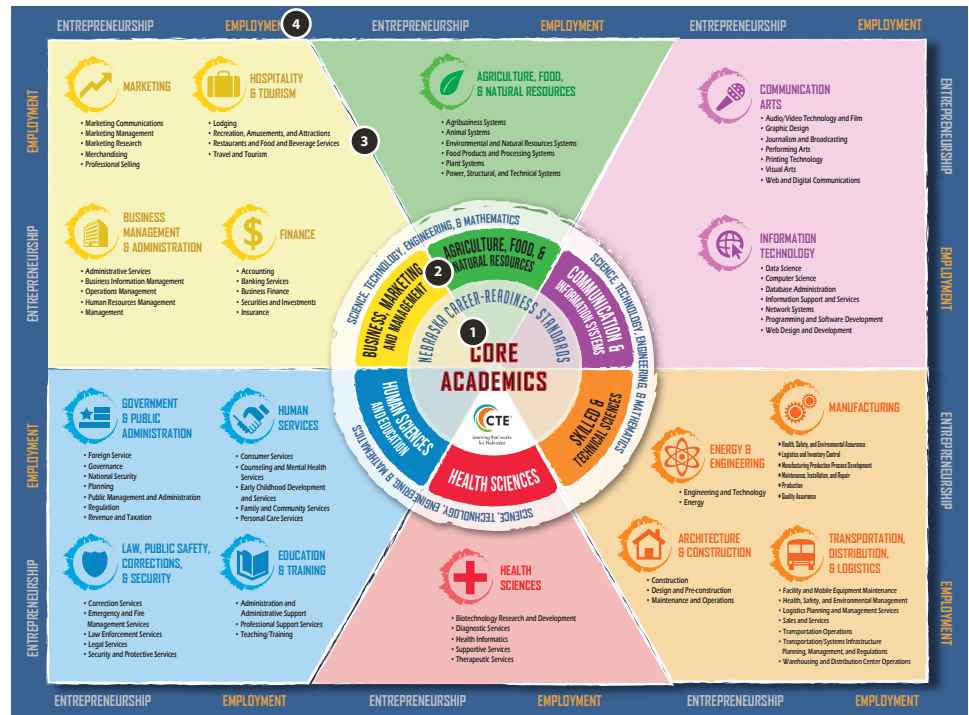 ENTREPRENEURSHIP
EMPLOYMENT
4
ENTREPRENEURSHIP
EMPLOYMENT
ENTREPRENEURSHIP
EMPLOYMENT
EMPLOYMENT
ENTREPRENEURSHIP
EMPLOYMENT
ENTREPRENEURSHIP
MARKETING
• Marketing Communications
• Marketing Management
• Marketing Research
• Merchandising
• Professional Selling
HOSPITALITY
& TOURISM
• Lodging
• Recreation, Amusements, and Attractions
• Restaurants and Food and Beverage Services
• Travel and Tourism
3
BUSINESS
MANAGEMENT
& ADMINISTRATION
• Administrative Services
• Business Information Management
• Operations Management
• Human Resources Management
• Management
$
FINANCE
• Accounting
• Banking Services
• Business Finance
• Securities and Investments
• Insurance
AGRICULTURE, FOOD,
& NATURAL RESOURCES
• Agribusiness Systems
• Animal Systems
• Environmental and Natural Resources Systems
• Food Products and Processing Systems
• Plant Systems
• Power, Structural, and Technical Systems
COMMUNICATION
ARTS
• Audio/Video Technology and Film
• Graphic Design
• Journalism and Broadcasting
• Performing Arts
• Printing Technology
• Visual Arts
• Web and Digital Communications
INFORMATION
TECHNOLOGY
• Data Science
• Computer Science
• Database Administration
• Information Support and Services
• Network Systems
• Programming and Software Development
• Web Design and Development
SCIENCE, TECHNOLOGY, ENGINEERING, & MATHEMATICS
SCIENCE, TECHNOLOGY, ENGINEERING, & MATHEMATICS
SCIENCE, TECHNOLOGY, ENGINEERING, & MATHEMATICS
BUSINESS, MARKETING
AND MANAGEMENT
2
AGRICULTURE, FOOD, &
NATURAL RESOURCES
COMMUNICATION &
INFORMATION SYSTEMS
NEBRASKA CAREER-READINESS STANDARDS
1
CORE
ACADEMICS
CTE
Learning that works
for Nebraska
HUMAN SCIENCES
AND EDUCATION
HEALTH SCIENCES
SKILLED &
TECHNICAL SCIENCES
GOVERNMENT
& PUBLIC
ADMINISTRATION
• Foreign Service
• Governance
• National Security
• Planning
• Public Management and Administration
• Regulation
• Revenue and Taxation
HUMAN
SERVICES
• Consumer Services
• Counseling and Mental Health
Services
• Early Childhood Development
and Services
• Family and Community Services
• Personal Care Services
LAW, PUBLIC SAFETY,
CORRECTIONS,
& SECURITY
• Correction Services
• Emergency and Fire
Management Services
• Law Enforcement Services
• Legal Services
• Security and Protective Services
EDUCATION
& TRAINING
• Administration and
Administrative Support
• Professional Support Services
• Teaching/Training
HEALTH
SCIENCES
• Biotechnology Research and Development
• Diagnostic Services
• Health Informatics
• Supportive Services
• Therapeutic Services
ENERGY &
ENGINEERING
• Engineering and Technology
• Energy
MANUFACTURING
• Health, Safety, and Environmental Assurance
• Logistics and Inventory Control
• Manufacturing Production Process Development
• Maintenance, Installation, and Repair
• Production
• Quality Assurance
ARCHITECTURE
& CONSTRUCTION
• Construction
• Design and Pre-construction
• Maintenance and Operations
TRANSPORTATION,
DISTRIBUTION,
& LOGISTICS
• Facility and Mobile Equipment Maintenance
• Health, Safety, and Environmental Management
• Logistics Planning and Management Services
• Sales and Services
• Transportation Operations
• Transportation/Systems Infrastructure
Planning, Management, and Regulations
• Warehousing and Distribution Center Operations
ENTREPRENEURSHIP
EMPLOYMENT
ENTREPRENEURSHIP
EMPLOYMENT
ENTREPRENEURSHIP
EMPLOYMENT
ENTREPRENEURSHIP
EMPLOYMENT
ENTREPRENEURSHIP
EMPLOYMENT